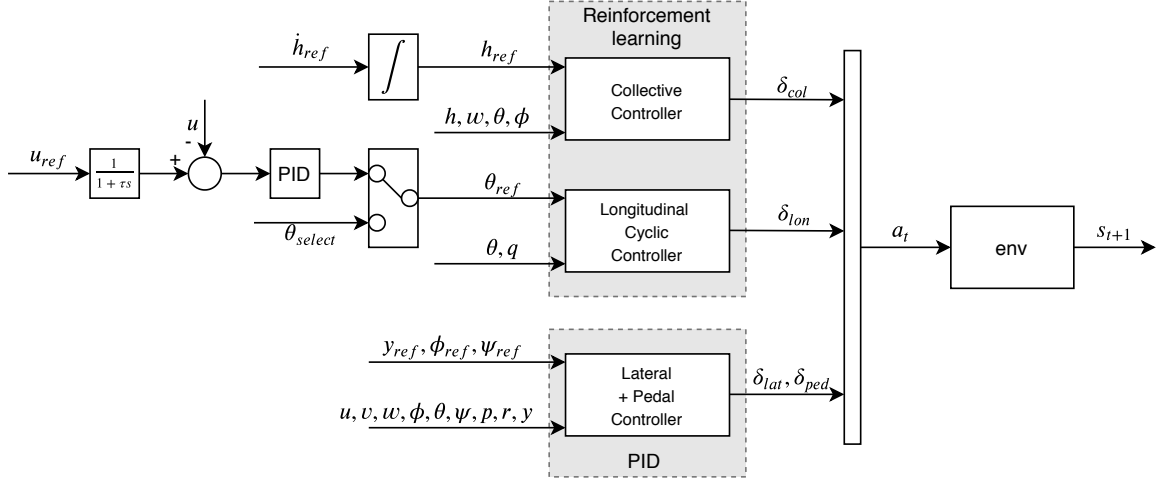 Reinforcement
learning
ḣ_ref
∫
h_ref
Collective
Controller
δ_col
h, w, θ, ϕ
u
-
+
u_ref
1
1 + τs
PID
θ_ref
θ_select
Longitudinal
Cyclic
Controller
δ_lon
θ, q
a_t
env
s_{t+1}
y_ref, ϕ_ref, ψ_ref
Lateral
+ Pedal
Controller
δ_lat, δ_ped
u, v, w, ϕ, θ, ψ, p, r, y
PID